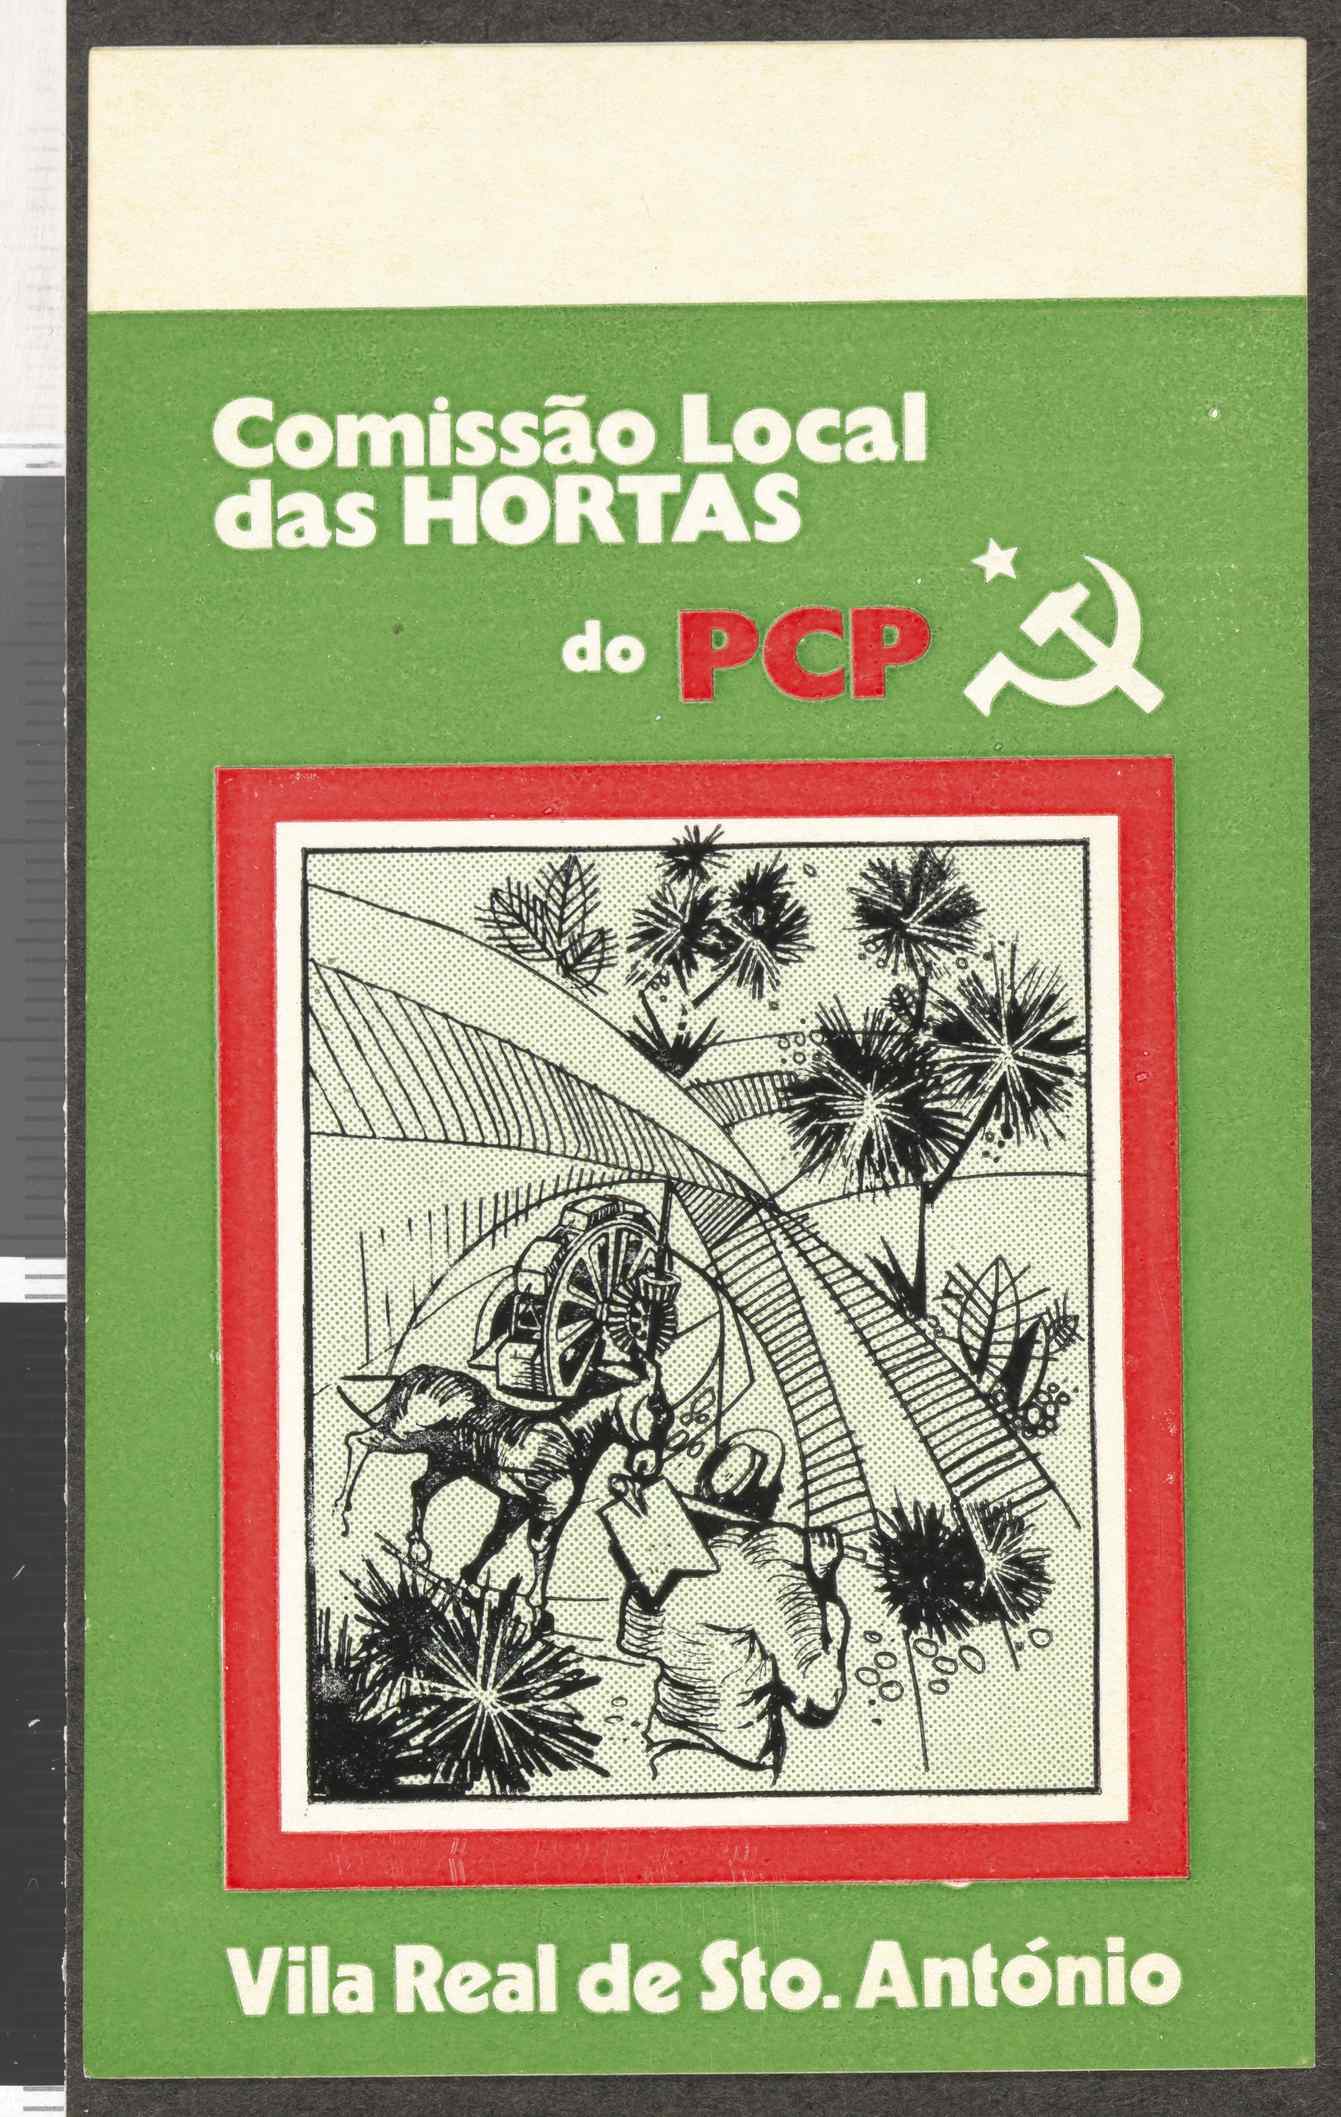 Comissão Local
das HORTAS
do PCP
Vila Real de Sto. António